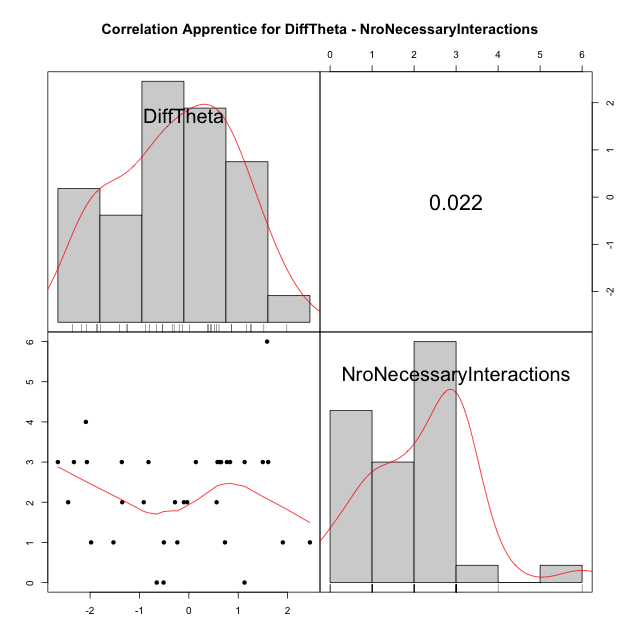 Correlation Apprentice for DiffTheta - NroNecessaryInteractions
0 1 2 3 4 5 6
DiffTheta
0.022
2
1
0
-1
-2
NroNecessaryInteractions
6
5
4
3
2
1
0
-2 -1 0 1 2